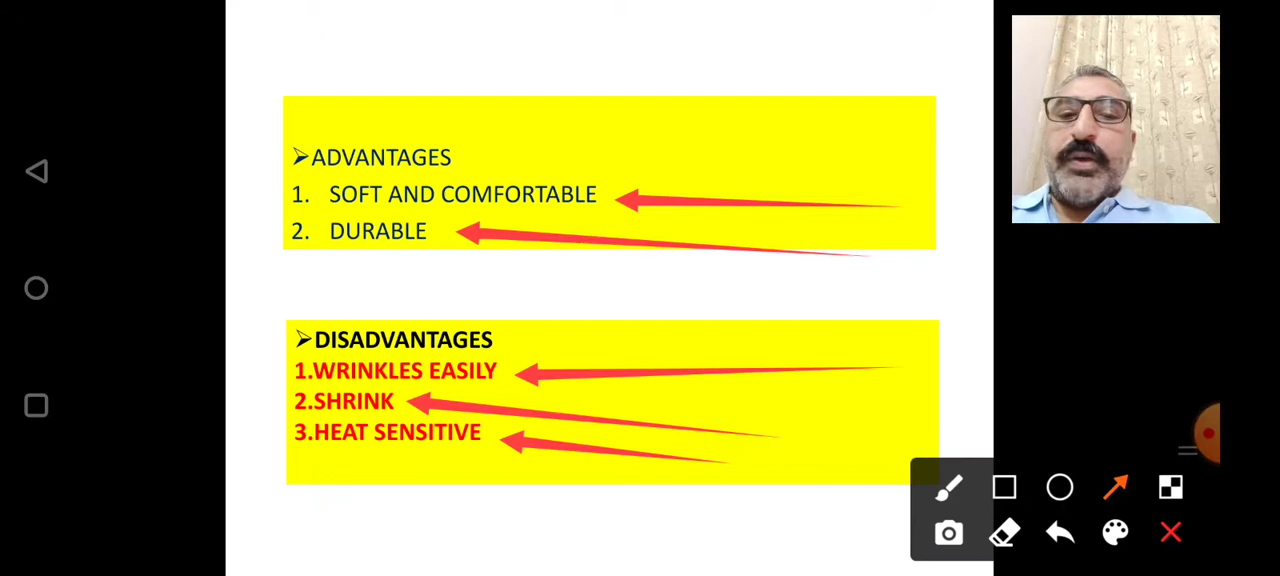 ➢ADVANTAGES
1. SOFT AND COMFORTABLE
2. DURABLE
➢DISADVANTAGES
1.WRINKLES EASILY
2.SHRINK
3.HEAT SENSITIVE